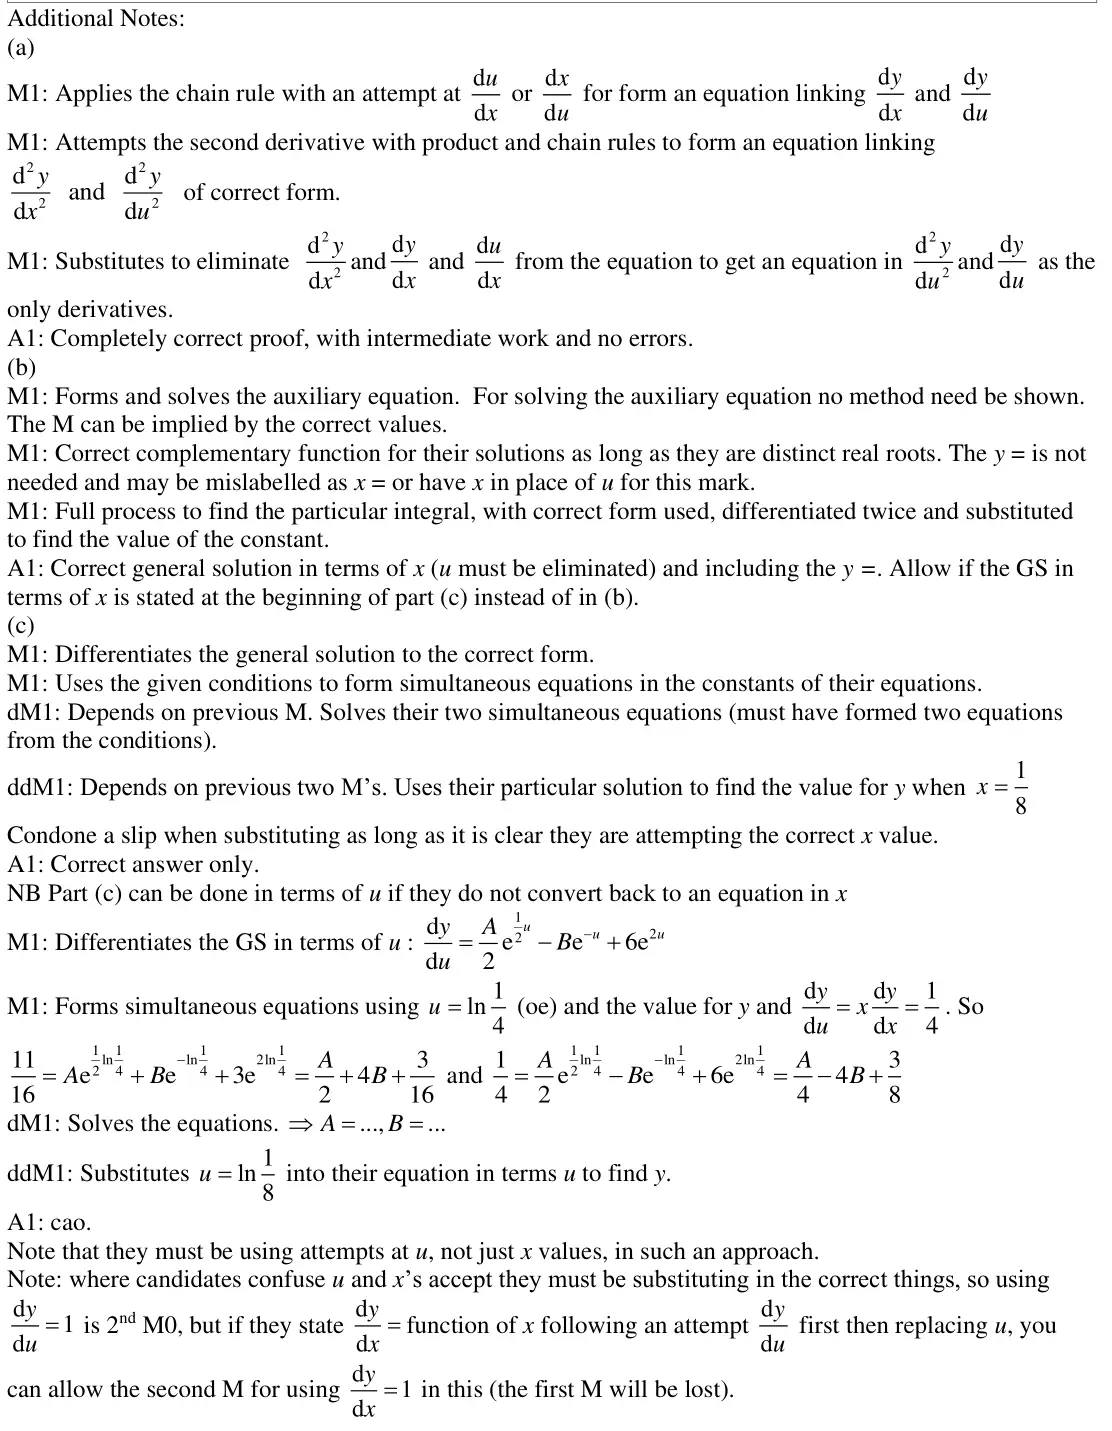 Additional Notes:
(a)
M1: Applies the chain rule with an attempt at du/dx or dx/du for form an equation linking dy/dx and dy/du
M1: Attempts the second derivative with product and chain rules to form an equation linking
d²y/dx² and d²y/du² of correct form.
M1: Substitutes to eliminate d²y/dx² and dy/dx and du/dx from the equation to get an equation in d²y/du² and dy/du as the
only derivatives.
A1: Completely correct proof, with intermediate work and no errors.
(b)
M1: Forms and solves the auxiliary equation. For solving the auxiliary equation no method need be shown.
The M can be implied by the correct values.
M1: Correct complementary function for their solutions as long as they are distinct real roots. The y = is not
needed and may be mislabelled as x = or have x in place of u for this mark.
M1: Full process to find the particular integral, with correct form used, differentiated twice and substituted
to find the value of the constant.
A1: Correct general solution in terms of x (u must be eliminated) and including the y =. Allow if the GS in
terms of x is stated at the beginning of part (c) instead of in (b).
(c)
M1: Differentiates the general solution to the correct form.
M1: Uses the given conditions to form simultaneous equations in the constants of their equations.
dM1: Depends on previous M. Solves their two simultaneous equations (must have formed two equations
from the conditions).
ddM1: Depends on previous two M’s. Uses their particular solution to find the value for y when x = 1/8
Condone a slip when substituting as long as it is clear they are attempting the correct x value.
A1: Correct answer only.
NB Part (c) can be done in terms of u if they do not convert back to an equation in x
M1: Differentiates the GS in terms of u : dy/du = A/2 e^(1/2 u) − Be^(−u) + 6e^(2u)
M1: Forms simultaneous equations using u = ln 1/4 (oe) and the value for y and dy/du = x dy/dx = 1/4 . So
11/16 = Ae^(1/2 ln 1/4) + Be^(−ln 1/4) + 3e^(2ln 1/4) = A/2 + 4B + 3/16 and 1/4 = A/2 e^(1/2 ln 1/4) − Be^(−ln 1/4) + 6e^(2ln 1/4) = A/4 − 4B + 3/8
dM1: Solves the equations. ⇒ A = ..., B = ...
ddM1: Substitutes u = ln 1/8 into their equation in terms u to find y.
A1: cao.
Note that they must be using attempts at u, not just x values, in such an approach.
Note: where candidates confuse u and x’s accept they must be substituting in the correct things, so using
dy/du = 1 is 2nd M0, but if they state dy/dx = function of x following an attempt dy/du first then replacing u, you
can allow the second M for using dy/dx = 1 in this (the first M will be lost).